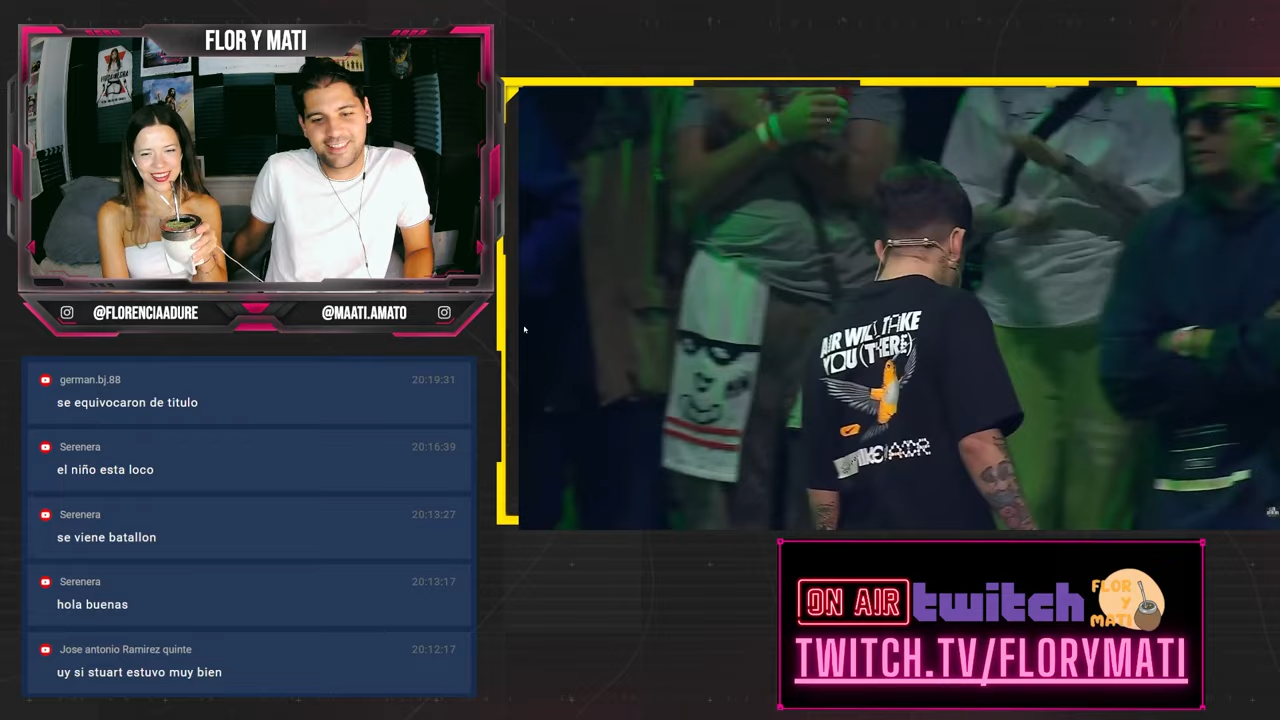 FLOR Y MATI
@FLORENCIAADURE
@MAATI.AMATO
german.bj.88
20:19:31
se equivocaron de titulo
Serenera
20:16:39
el niño esta loco
Serenera
20:13:27
se viene batallon
Serenera
20:13:17
hola buenas
Jose antonio Ramirez quinte
20:12:17
uy si stuart estuvo muy bien
AIR WILL TAKE
YOU (THERE)
NIKE AIR
ON AIR
twitch
FLOR
Y
MATI
TWITCH.TV/FLORYMATI